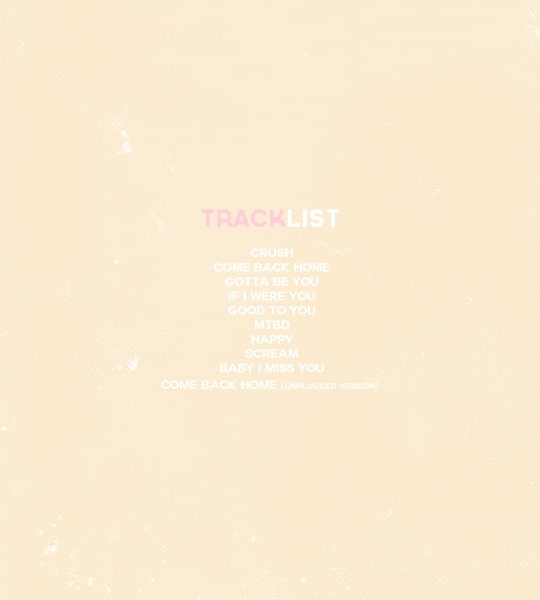 TRACKLIST
CRUSH
COME BACK HOME
GOTTA BE YOU
IF I WERE YOU
GOOD TO YOU
MTBD
HAPPY
SCREAM
BABY I MISS YOU
COME BACK HOME (UNPLUGGED VERSION)